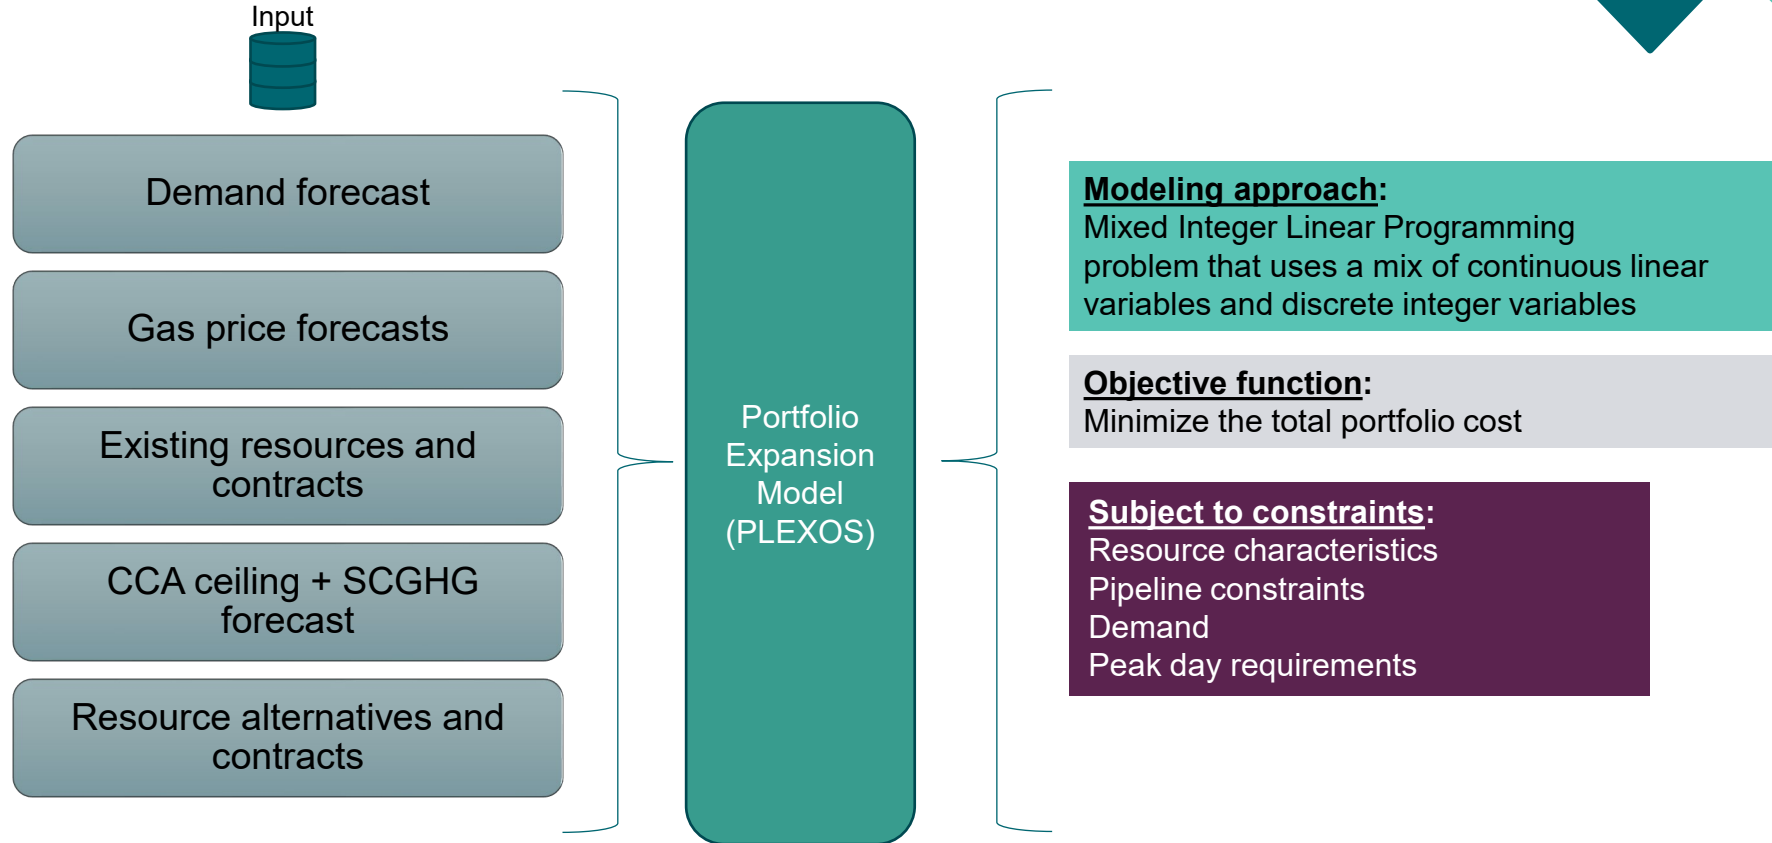 Input
Demand forecast
Gas price forecasts
Existing resources and
contracts
CCA ceiling + SCGHG
forecast
Resource alternatives and
contracts
Portfolio
Expansion
Model
(PLEXOS)
Modeling approach:
Mixed Integer Linear Programming
problem that uses a mix of continuous linear
variables and discrete integer variables
Objective function:
Minimize the total portfolio cost
Subject to constraints:
Resource characteristics
Pipeline constraints
Demand
Peak day requirements